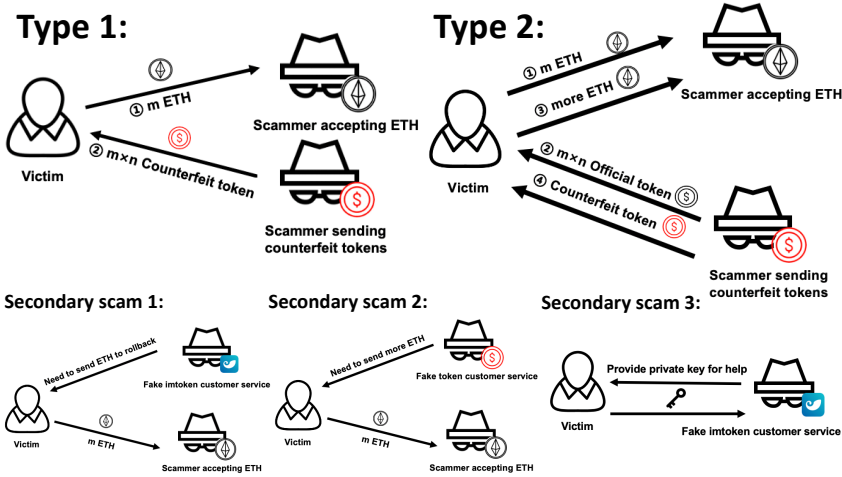 Type 1:
① m ETH
Scammer accepting ETH
② m×n Counterfeit token
Victim
Scammer sending
counterfeit tokens
Type 2:
① m ETH
③ more ETH
Scammer accepting ETH
② m×n Official token
④ Counterfeit token
Victim
Scammer sending
counterfeit tokens
Secondary scam 1:
Need to send ETH to rollback
Fake imtoken customer service
Victim
m ETH
Scammer accepting ETH
Secondary scam 2:
Need to send more ETH
Fake token customer service
Victim
m ETH
Scammer accepting ETH
Secondary scam 3:
Provide private key for help
Victim
Fake imtoken customer service